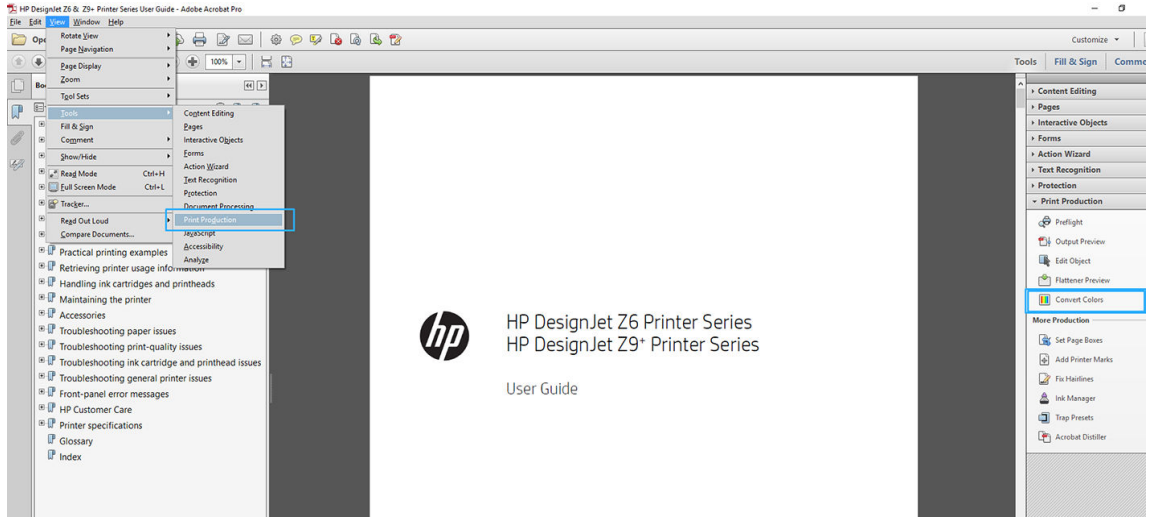 HP DesignJet Z6 & Z9+ Printer Series User Guide - Adobe Acrobat Pro
File Edit View Window Help
Customize
100%
Tools Fill & Sign Comme
Rotate View
Page Navigation
Page Display
Zoom
Tool Sets
Tools
Fill & Sign
Comment
Show/Hide
Read Mode Ctrl+H
Full Screen Mode Ctrl+L
Tracker...
Read Out Loud
Compare Documents...
Content Editing
Pages
Interactive Objects
Forms
Action Wizard
Text Recognition
Protection
Document Processing
Print Production
JavaScript
Accessibility
Analyze
Practical printing examples
Retrieving printer usage information
Handling ink cartridges and printheads
Maintaining the printer
Accessories
Troubleshooting paper issues
Troubleshooting print-quality issues
Troubleshooting ink cartridge and printhead issues
Troubleshooting general printer issues
Front-panel error messages
HP Customer Care
Printer specifications
Glossary
Index
hp
HP DesignJet Z6 Printer Series
HP DesignJet Z9+ Printer Series
User Guide
Content Editing
Pages
Interactive Objects
Forms
Action Wizard
Text Recognition
Protection
Print Production
Preflight
Output Preview
Edit Object
Flattener Preview
Convert Colors
More Production
Set Page Boxes
Add Printer Marks
Fix Hairlines
Ink Manager
Trap Presets
Acrobat Distiller